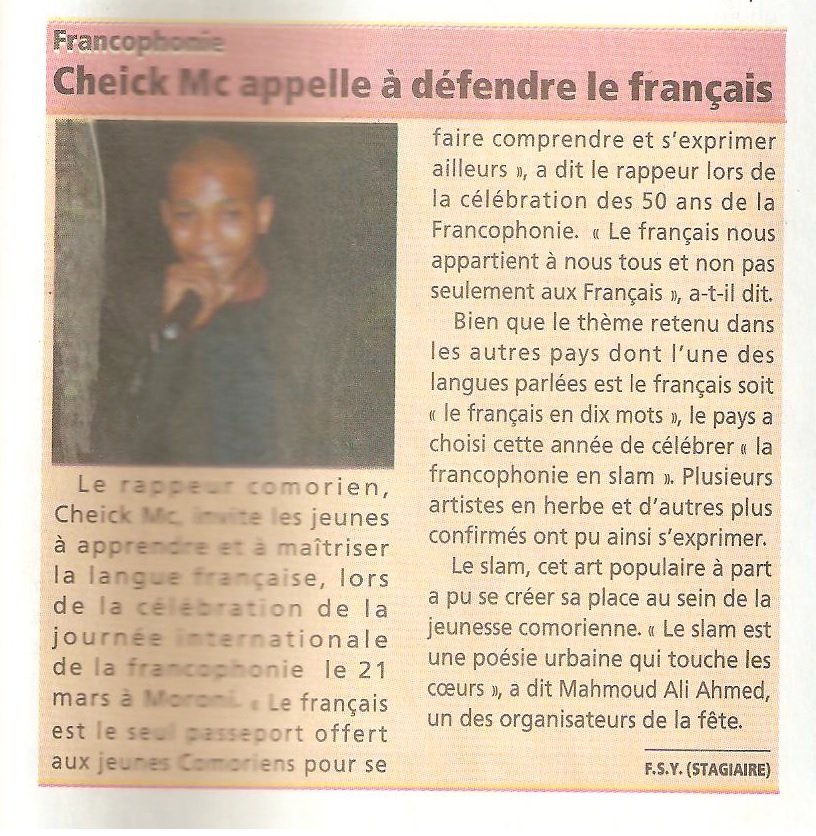 Francophonie
Cheick Mc appelle à défendre le français
Le rappeur comorien,
Cheick Mc, invite les jeunes
à apprendre et à maîtriser
la langue française, lors
de la célébration de la
journée internationale
de la francophonie le 21
mars à Moroni. « Le français
est le seul passeport offert
aux jeunes Comoriens pour se
faire comprendre et s’exprimer
ailleurs », a dit le rappeur lors de
la célébration des 50 ans de la
Francophonie. « Le français nous
appartient à nous tous et non pas
seulement aux Français », a-t-il dit.
Bien que le thème retenu dans
les autres pays dont l’une des
langues parlées est le français soit
« le français en dix mots », le pays a
choisi cette année de célébrer « la
francophonie en slam ». Plusieurs
artistes en herbe et d’autres plus
confirmés ont pu ainsi s’exprimer.
Le slam, cet art populaire à part
a pu se créer sa place au sein de la
jeunesse comorienne. « Le slam est
une poésie urbaine qui touche les
cœurs », a dit Mahmoud Ali Ahmed,
un des organisateurs de la fête.
F.S.Y. (STAGIAIRE)